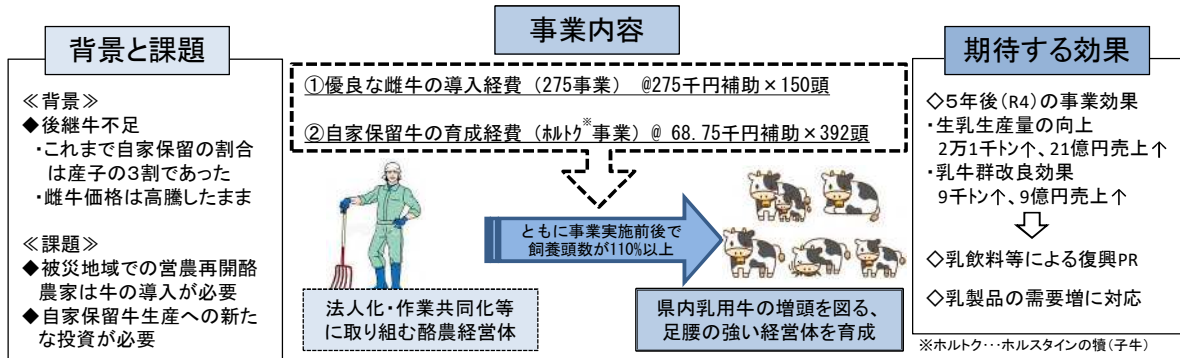 背景と課題
≪背景≫
◆後継牛不足
・これまで自家保留の割合
は産子の3割であった
・雌牛価格は高騰したまま
≪課題≫
◆被災地域での営農再開酪
農家は牛の導入が必要
◆自家保留牛生産への新た
な投資が必要
事業内容
①優良な雌牛の導入経費(275事業) @275千円補助×150頭
②自家保留牛の育成経費(ﾎﾙﾄｸ※事業)@ 68.75千円補助×392頭
ともに事業実施前後で
飼養頭数が110%以上
法人化・作業共同化等
に取り組む酪農経営体
県内乳用牛の増頭を図る、
足腰の強い経営体を育成
期待する効果
◇5年後(R4)の事業効果
・生乳生産量の向上
2万1千トン↑、21億円売上↑
・乳牛群改良効果
9千トン↑、9億円売上↑
◇乳飲料等による復興PR
◇乳製品の需要増に対応
※ホルトク･･･ホルスタインの犢(子牛)